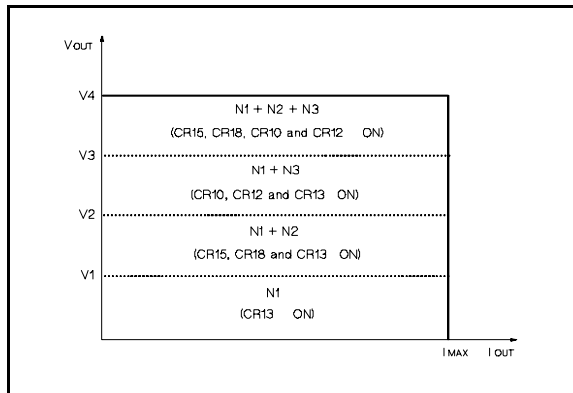 VOUT
V4
N1 + N2 + N3
(CR15, CR18, CR10 and CR12 ON)
V3
N1 + N3
(CR10, CR12 and CR13 ON)
V2
N1 + N2
(CR15, CR18 and CR13 ON)
V1
N1
(CR13 ON)
IMAX IOUT